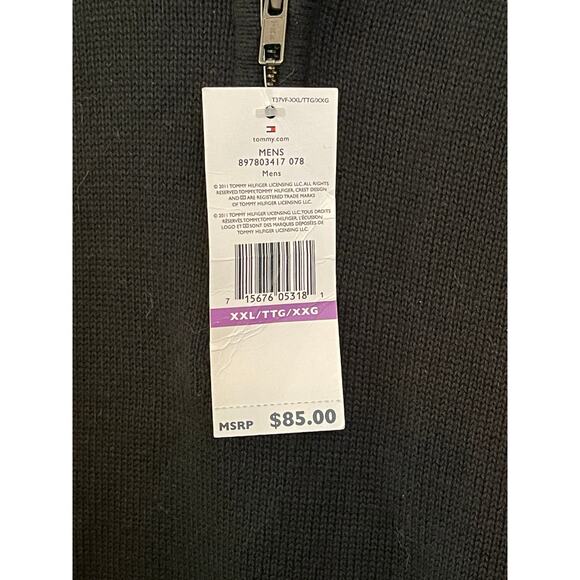 T37VF-XXL/TTG/XXG
tommy.com
MENS
897803417 078
Mens
© 2011 TOMMY HILFIGER LICENSING LLC. ALL RIGHTS
RESERVED.TOMMY,TOMMY HILFIGER, CREST DESIGN
AND ARE REGISTERED TRADE MARKS
OF TOMMY HILFIGER LICENSING LLC.
© 2011 TOMMY HILFIGER LICENSING LLC.TOUS DROITS
RÉSERVÉS.TOMMY,TOMMY HILFIGER, L'ÉCUSSON
LOGO ET SONT DES MARQUES DÉPOSÉES DE
TOMMY HILFIGER LICENSING LLC.
7 15676 05318 1
XXL/TTG/XXG
MSRP $85.00